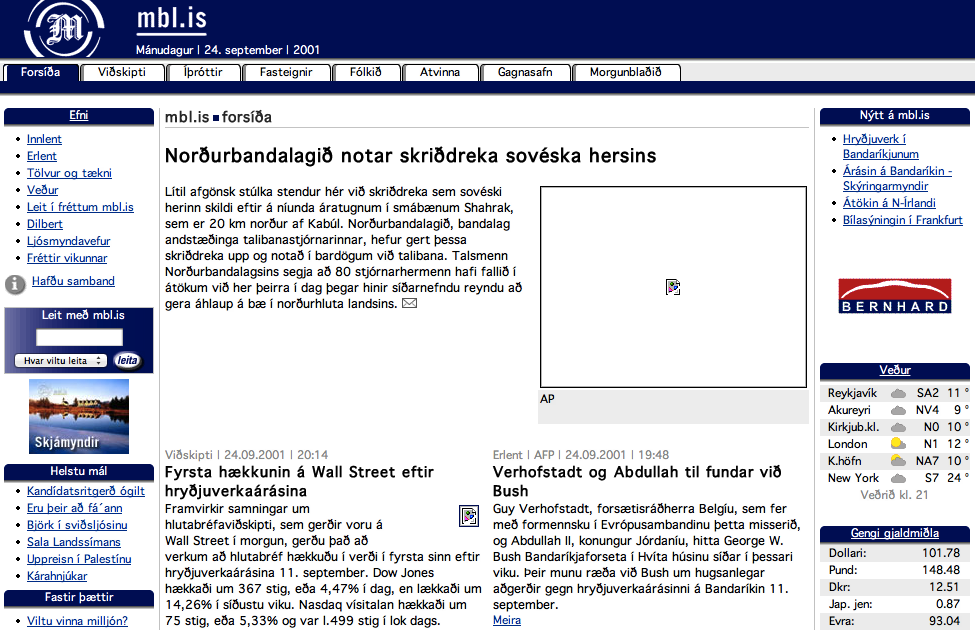 mbl.is
Mánudagur | 24. september | 2001
Forsíða
Viðskipti
Íþróttir
Fasteignir
Fólkið
Atvinna
Gagnasafn
Morgunblaðið
Efni
Innlent
Erlent
Tölvur og tækni
Veður
Leit í fréttum mbl.is
Dilbert
Ljósmyndavefur
Fréttir vikunnar
Hafðu samband
Leit með mbl.is
Hvar viltu leita
leita
Skjámyndir
Helstu mál
Kandídatsritgerð ógilt
Eru þeir að fá´ann
Björk í sviðsljósinu
Sala Landssímans
Uppreisn í Palestínu
Kárahnjúkar
Fastir þættir
Viltu vinna milljón?
mbl.is forsíða
Norðurbandalagið notar skriðdreka sovéska hersins
Lítil afgönsk stúlka stendur hér við skriðdreka sem sovéski
herinn skildi eftir á níunda áratugnum í smábænum Shahrak,
sem er 20 km norður af Kabúl. Norðurbandalagið, bandalag
andstæðinga talibanastjórnarinnar, hefur gert þessa
skriðdreka upp og notað í bardögum við talibana. Talsmenn
Norðurbandalagsins segja að 80 stjórnarhermenn hafi fallið í
átökum við her þeirra í dag þegar hinir síðarnefndu reyndu að
gera áhlaup á bæ í norðurhluta landsins.
AP
Viðskipti | 24.09.2001 | 20:14
Fyrsta hækkunin á Wall Street eftir
hryðjuverkaárásina
Framvirkir samningar um
hlutabréfaviðskipti, sem gerðir voru á
Wall Street í morgun, gerðu það að
verkum að hlutabréf hækkuðu í verði í fyrsta sinn eftir
hryðjuverkaárásina 11. september. Dow Jones
hækkaði um 367 stig, eða 4,47% í dag, en lækkaði um
14,26% í síðustu viku. Nasdaq vísitalan hækkaði um
75 stig, eða 5,33% og var 1.499 stig í lok dags.
Erlent | AFP | 24.09.2001 | 19:48
Verhofstadt og Abdullah til fundar við
Bush
Guy Verhofstadt, forsætisráðherra Belgíu, sem fer
með formennsku í Evrópusambandinu þetta misserið,
og Abdullah II, konungur Jórdaníu, hitta George W.
Bush Bandaríkjaforseta í Hvíta húsinu síðar í þessari
viku. Þeir munu ræða við Bush um hugsanlegar
aðgerðir gegn hryðjuverkaárásinni á Bandaríkin 11.
september.
Meira
Nýtt á mbl.is
Hryðjuverk í
Bandaríkjunum
Árásin á Bandaríkin -
Skýringarmyndir
Átökin á N-Írlandi
Bílasýningin í Frankfurt
BERNHARD
Veður
Reykjavík SA2 11 °
Akureyri NV4 9 °
Kirkjub.kl. N0 10 °
London N1 12 °
K.höfn NA7 10 °
New York S7 24 °
Veðrið kl. 21
Gengi gjaldmiðla
Dollari: 101.78
Pund: 148.48
Dkr: 12.51
Jap. jen: 0.87
Evra: 93.04